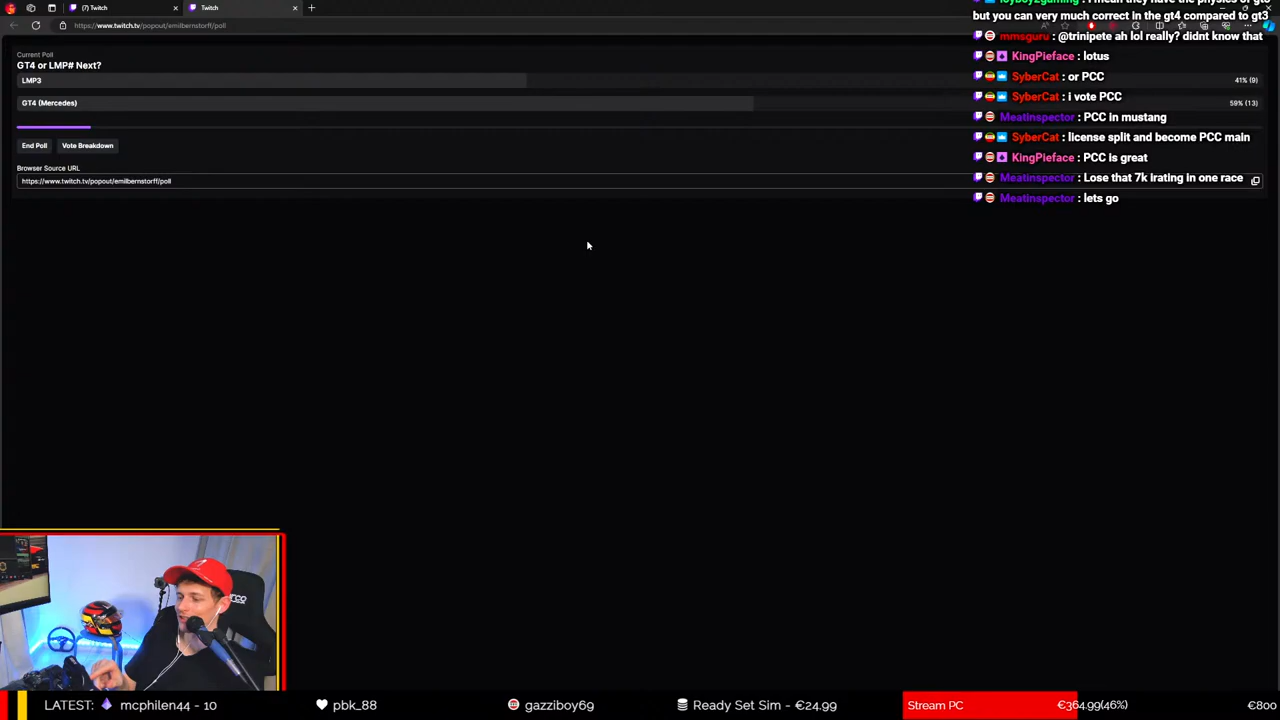 (7) Twitch
Twitch
https://www.twitch.tv/popout/emilbernstorff/poll
Current Poll
GT4 or LMP# Next?
LMP3
41% (9)
GT4 (Mercedes)
59% (13)
End Poll
Vote Breakdown
Browser Source URL
https://www.twitch.tv/popout/emilbernstorff/poll
but you can very much correct in the gt4 compared to gt3
mmsguru : @trinipete ah lol really? didnt know that
KingPieface : lotus
SyberCat : or PCC
SyberCat : i vote PCC
Meatinspector : PCC in mustang
SyberCat : license split and become PCC main
KingPieface : PCC is great
Meatinspector : Lose that 7k Irating in one race
Meatinspector : lets go
LATEST: mcphilen44 - 10
pbk_88
gazziboy69
Ready Set Sim - €24.99
Stream PC
€364.99(46%)
€800